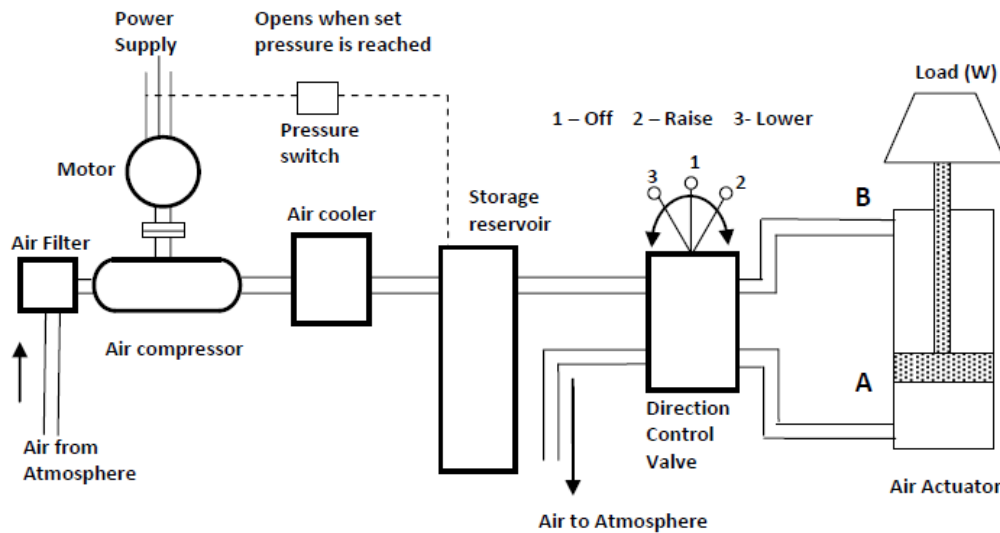 Power
Supply
Opens when set
pressure is reached
Load (W)
1 – Off 2 – Raise 3- Lower
Pressure
switch
Motor
1
3
2
Storage
reservoir
B
Air cooler
Air Filter
Air compressor
A
Direction
Control
Valve
Air from
Atmosphere
Air Actuator
Air to Atmosphere